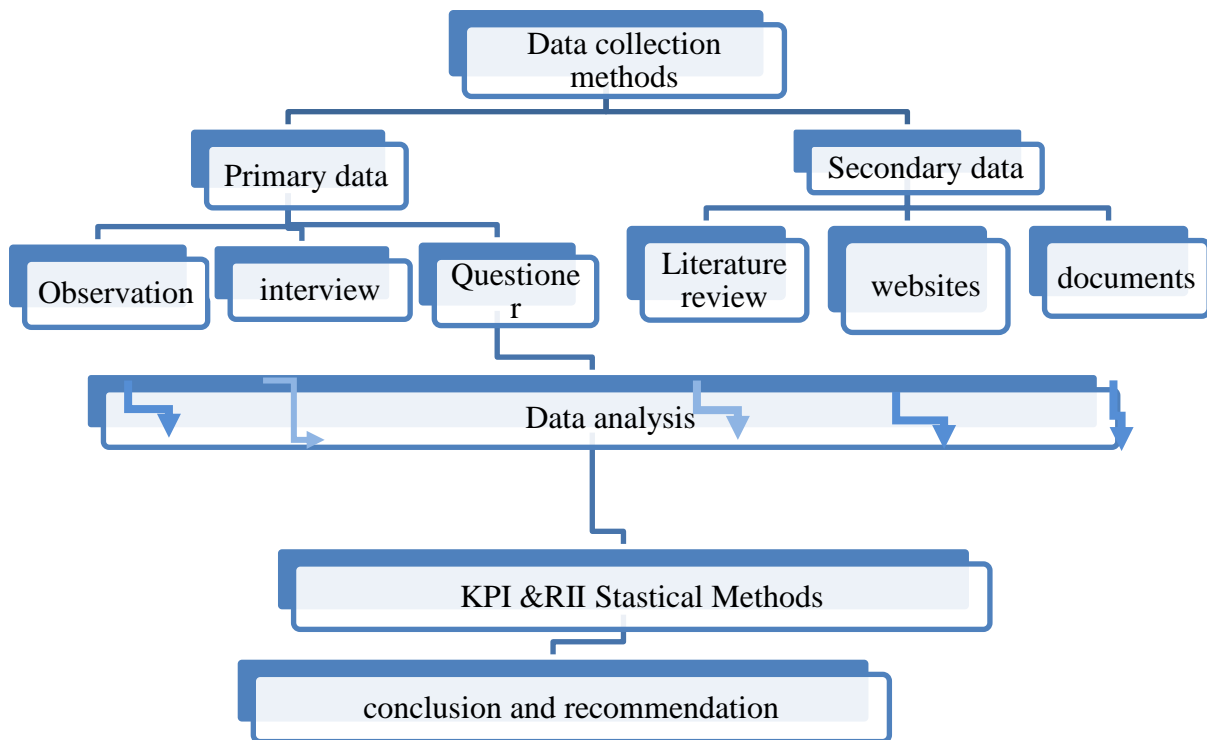 Data collection
methods
Primary data
Secondary data
Observation
interview
Questione
r
Literature
review
websites
documents
Data analysis
KPI &RII Stastical Methods
conclusion and recommendation